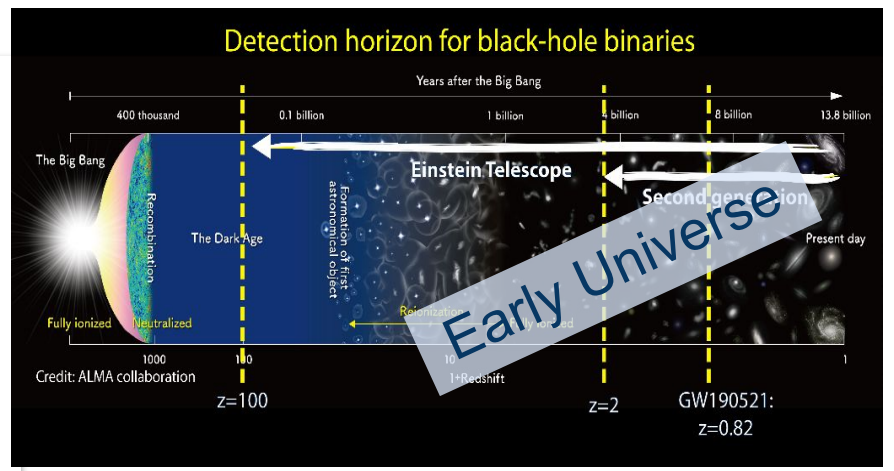 Detection horizon for black-hole binaries
Years after the Big Bang
400 thousand
0.1 billion
1 billion
4 billion
8 billion
13.8 billion
The Big Bang
Einstein Telescope
Second generation
Recombination
The Dark Age
Formation of first
astronomical object
Early Universe
Present day
Fully ionized
Neutralized
Reionization
Fully ionized
1000
100
10
1
Credit: ALMA collaboration
1+Redshift
z=100
z=2
GW190521:
z=0.82